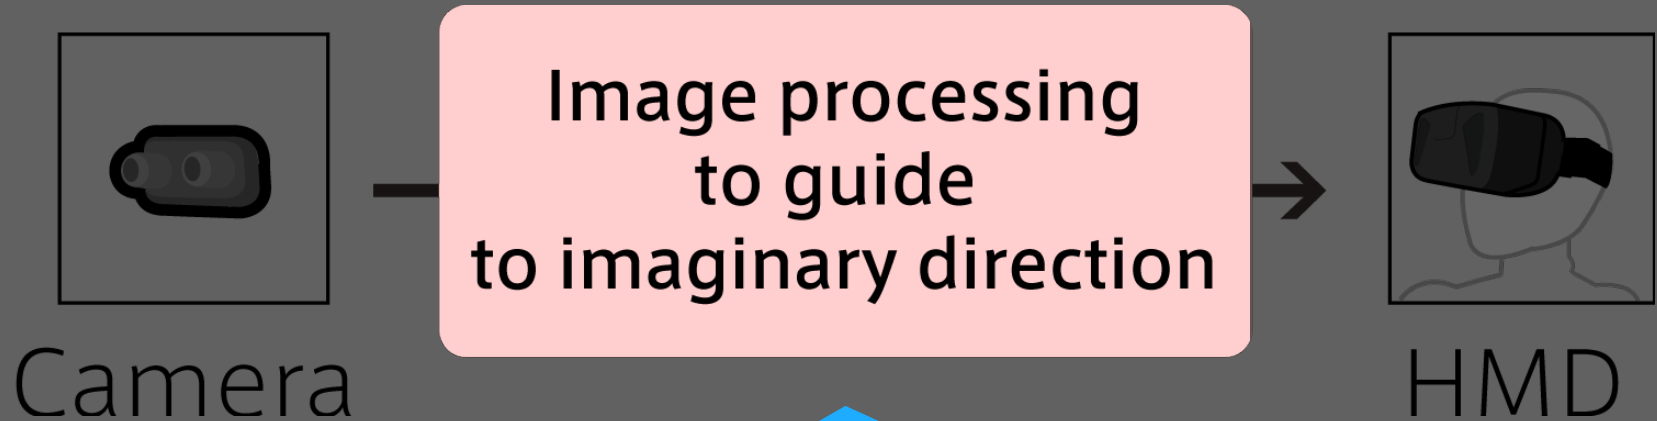 Image processing
to guide
to imaginary direction
Camera
HMD